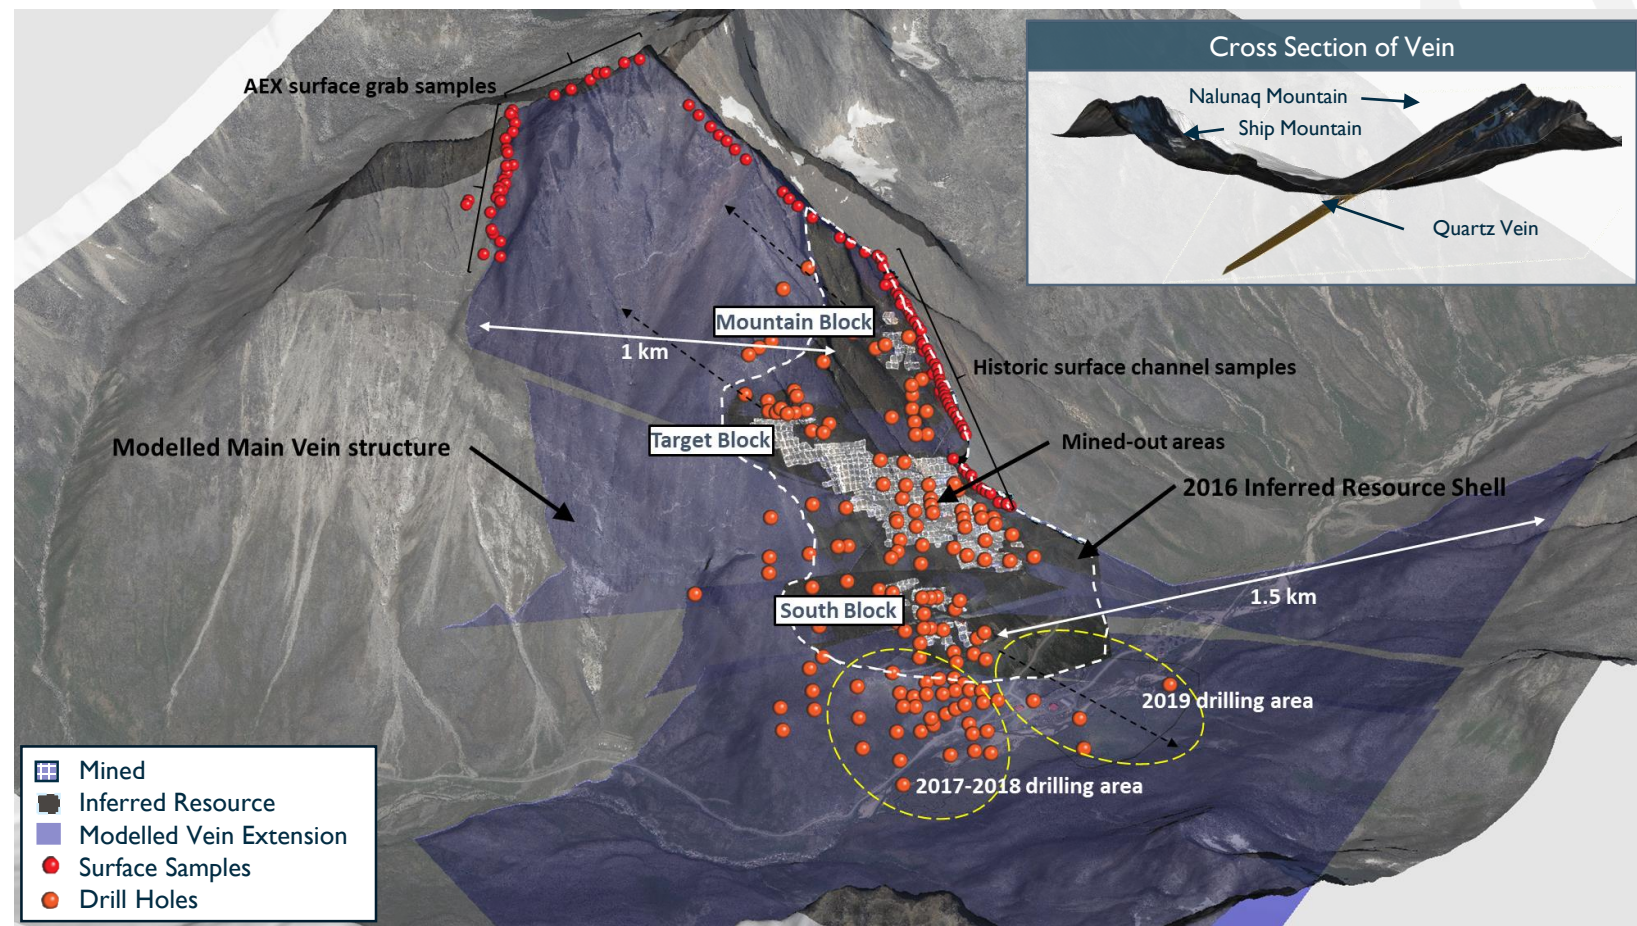 Cross Section of Vein
Nalunaq Mountain
Ship Mountain
Quartz Vein
AEX surface grab samples
Mountain Block
1 km
Historic surface channel samples
Target Block
Mined-out areas
Modelled Main Vein structure
2016 Inferred Resource Shell
South Block
1.5 km
2019 drilling area
2017-2018 drilling area
Mined
Inferred Resource
Modelled Vein Extension
Surface Samples
Drill Holes